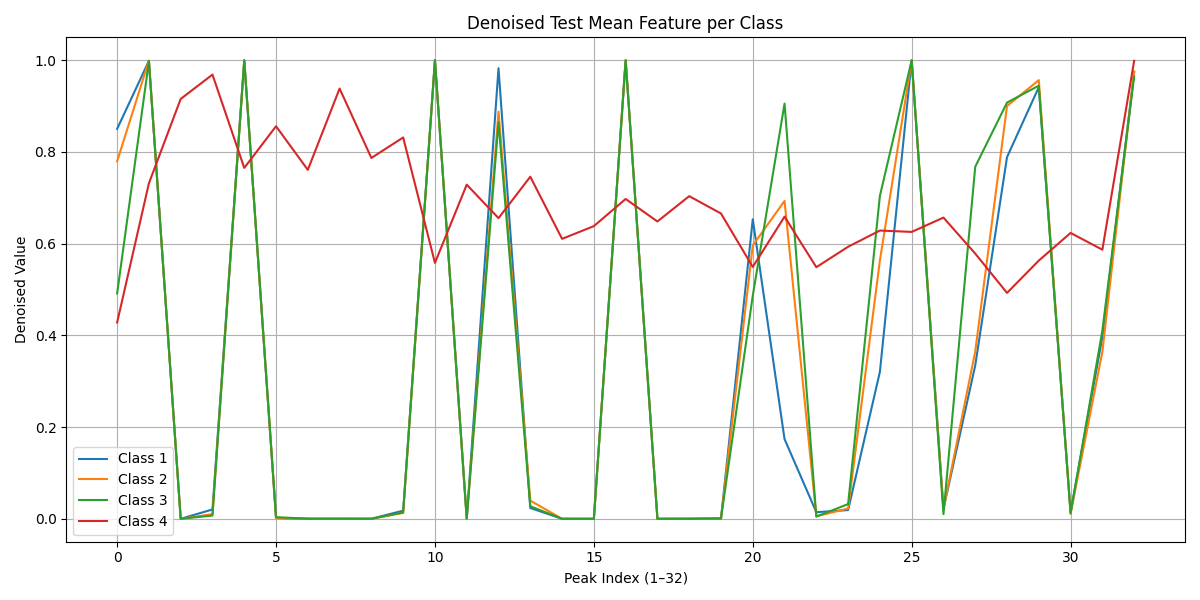 Denoised Test Mean Feature per Class
Denoised Value
1.0
0.8
0.6
0.4
0.2
0.0
Class 1
Class 2
Class 3
Class 4
0 5 10 15 20 25 30
Peak Index (1–32)